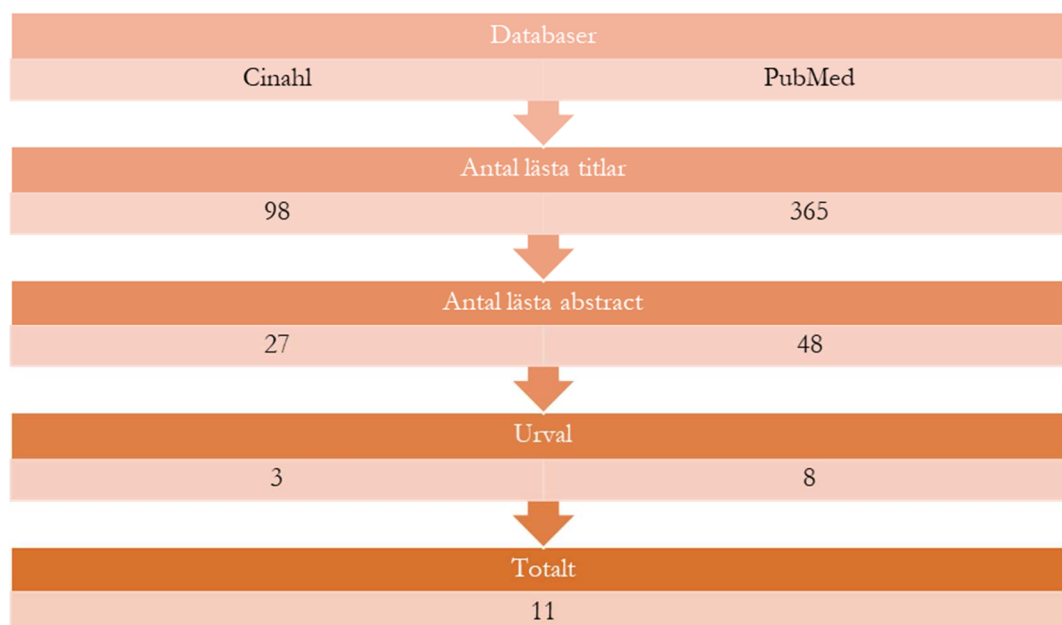 Databaser
Cinahl PubMed
Antal lästa titlar
98 365
Antal lästa abstract
27 48
Urval
3 8
Totalt
11